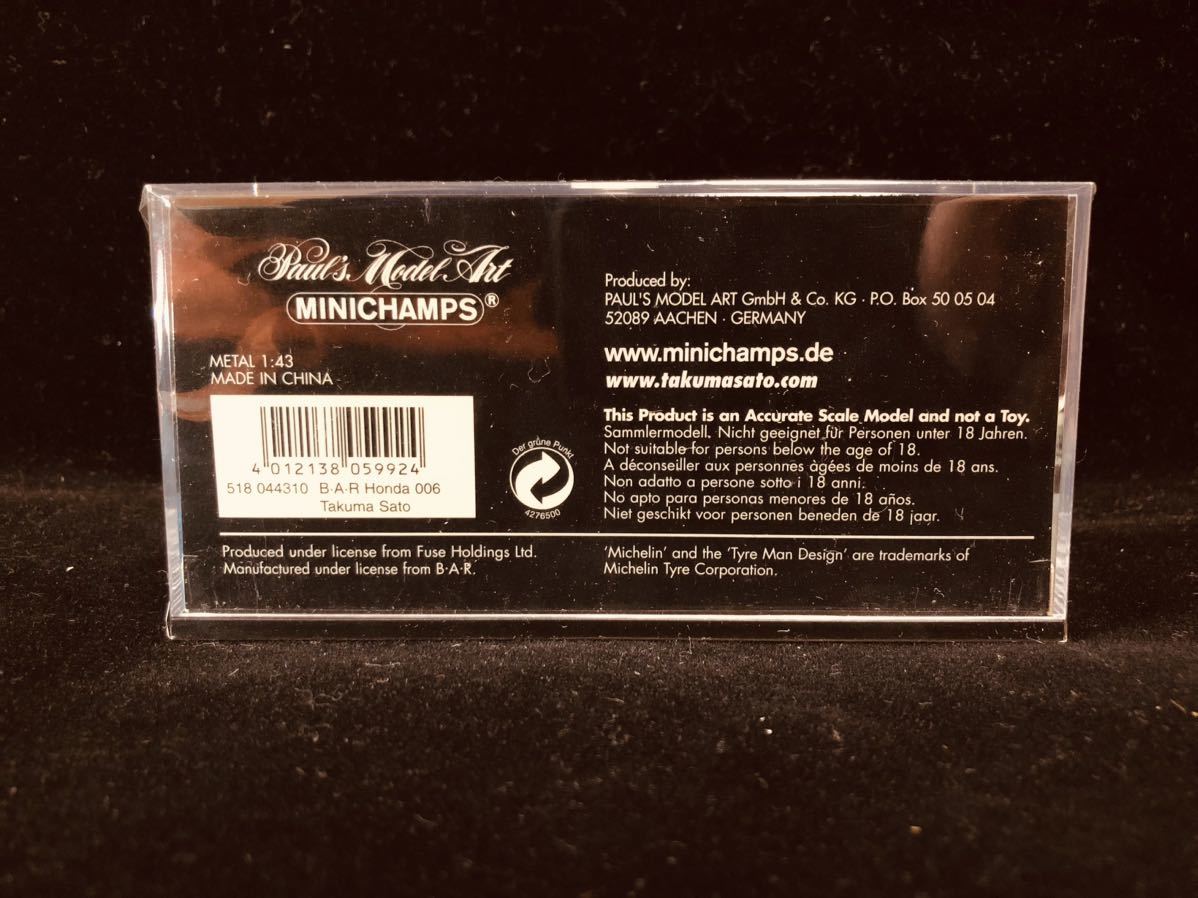 Paul's Model Art
MINICHAMPS®
METAL 1:43
MADE IN CHINA
4 012138 059924
518 044310 B·A·R Honda 006
Takuma Sato
Der grüne Punkt
4276500
Produced by:
PAUL'S MODEL ART GmbH & Co. KG · P.O. Box 50 05 04
52089 AACHEN · GERMANY
www.minichamps.de
www.takumasato.com
This Product is an Accurate Scale Model and not a Toy.
Sammlermodell. Nicht geeignet für Personen unter 18 Jahren.
Not suitable for persons below the age of 18.
A déconseiller aux personnes àgées de moins de 18 ans.
Non adatto a persone sotto i 18 anni.
No apto para personas menores de 18 años.
Niet geschikt voor personen beneden de 18 jaar.
Produced under license from Fuse Holdings Ltd.
Manufactured under license from B·A·R.
'Michelin' and the 'Tyre Man Design' are trademarks of
Michelin Tyre Corporation.